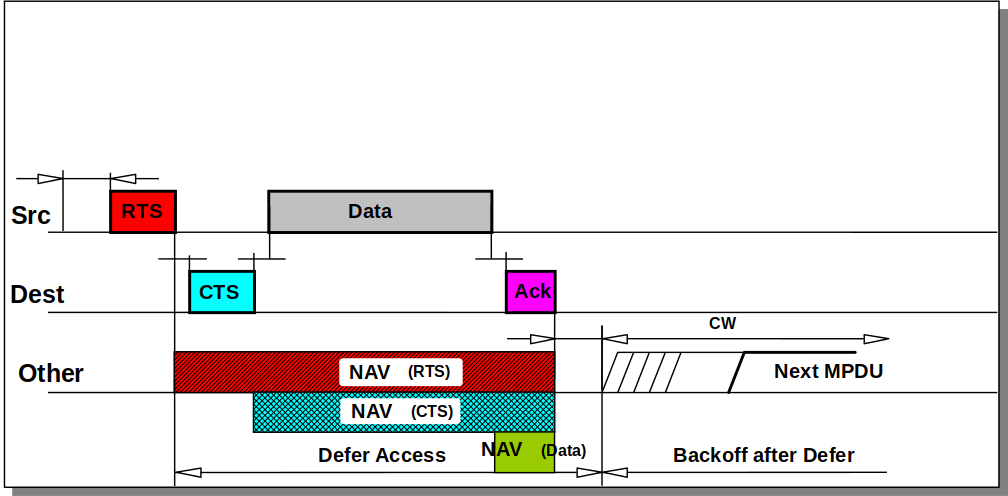 Src
RTS
Data
Dest
CTS
Ack
CW
Other
NAV (RTS)
Next MPDU
NAV (CTS)
NAV (Data)
Defer Access
Backoff after Defer